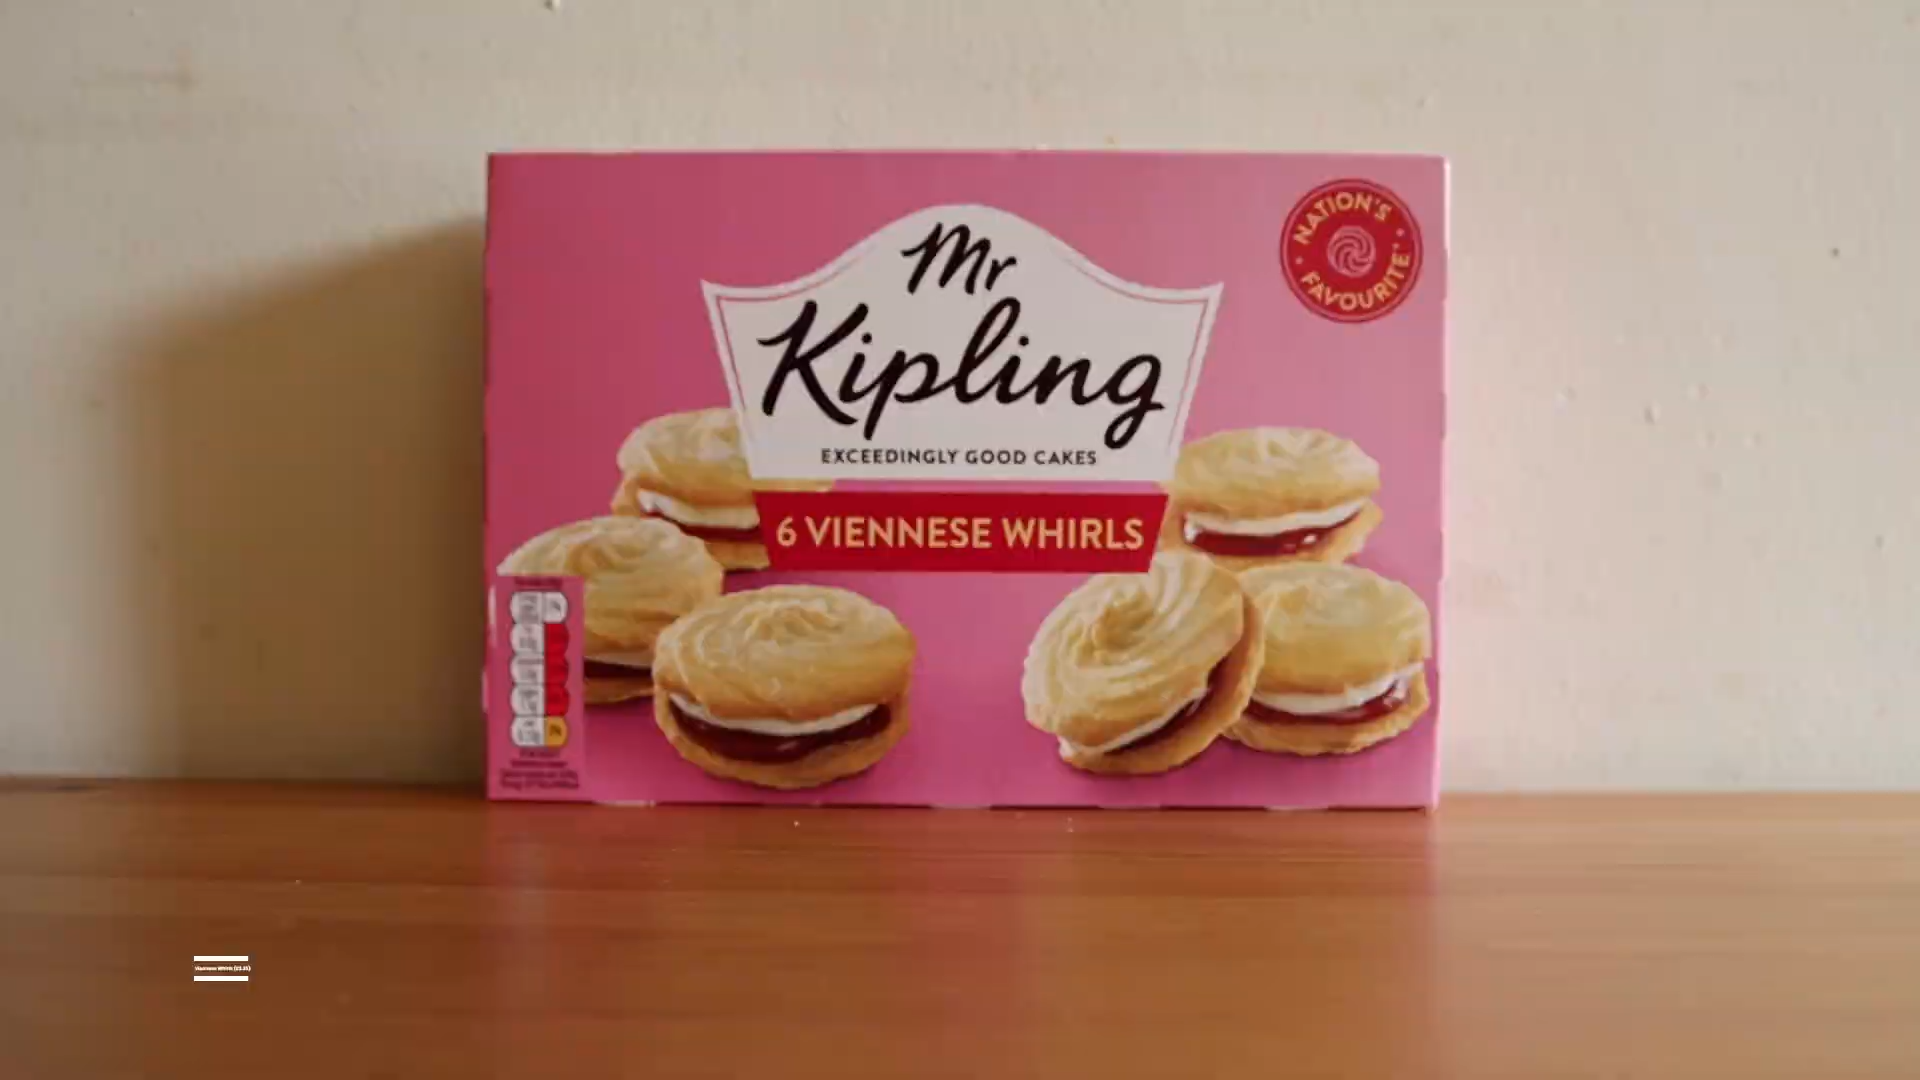 NATION'S
FAVOURITE
Mr
Kipling
EXCEEDINGLY GOOD CAKES
6 VIENNESE WHIRLS